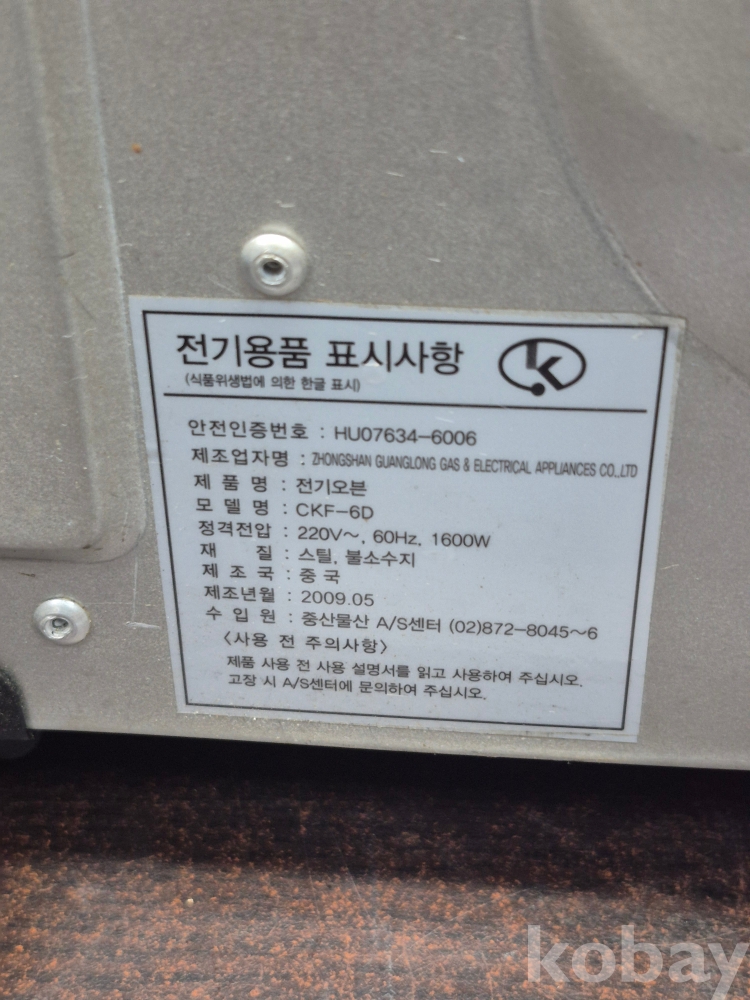 전기용품 표시사항
(식품위생법에 의한 한글 표시)
안전인증번호 : HU07634-6006
제조업자명 : ZHONGSHAN GUANGLONG GAS & ELECTRICAL APPLIANCES CO.,LTD
제 품 명 : 전기오븐
모 델 명 : CKF-6D
정격전압 : 220V~, 60Hz, 1600W
재 질 : 스틸, 불소수지
제 조 국 : 중 국
제조년월 : 2009.05
수 입 원 : 중산물산 A/S센터 (02)872-8045~6
<사용 전 주의사항>
제품 사용 전 사용 설명서를 읽고 사용하여 주십시오.
고장 시 A/S센터에 문의하여 주십시오.
kobay